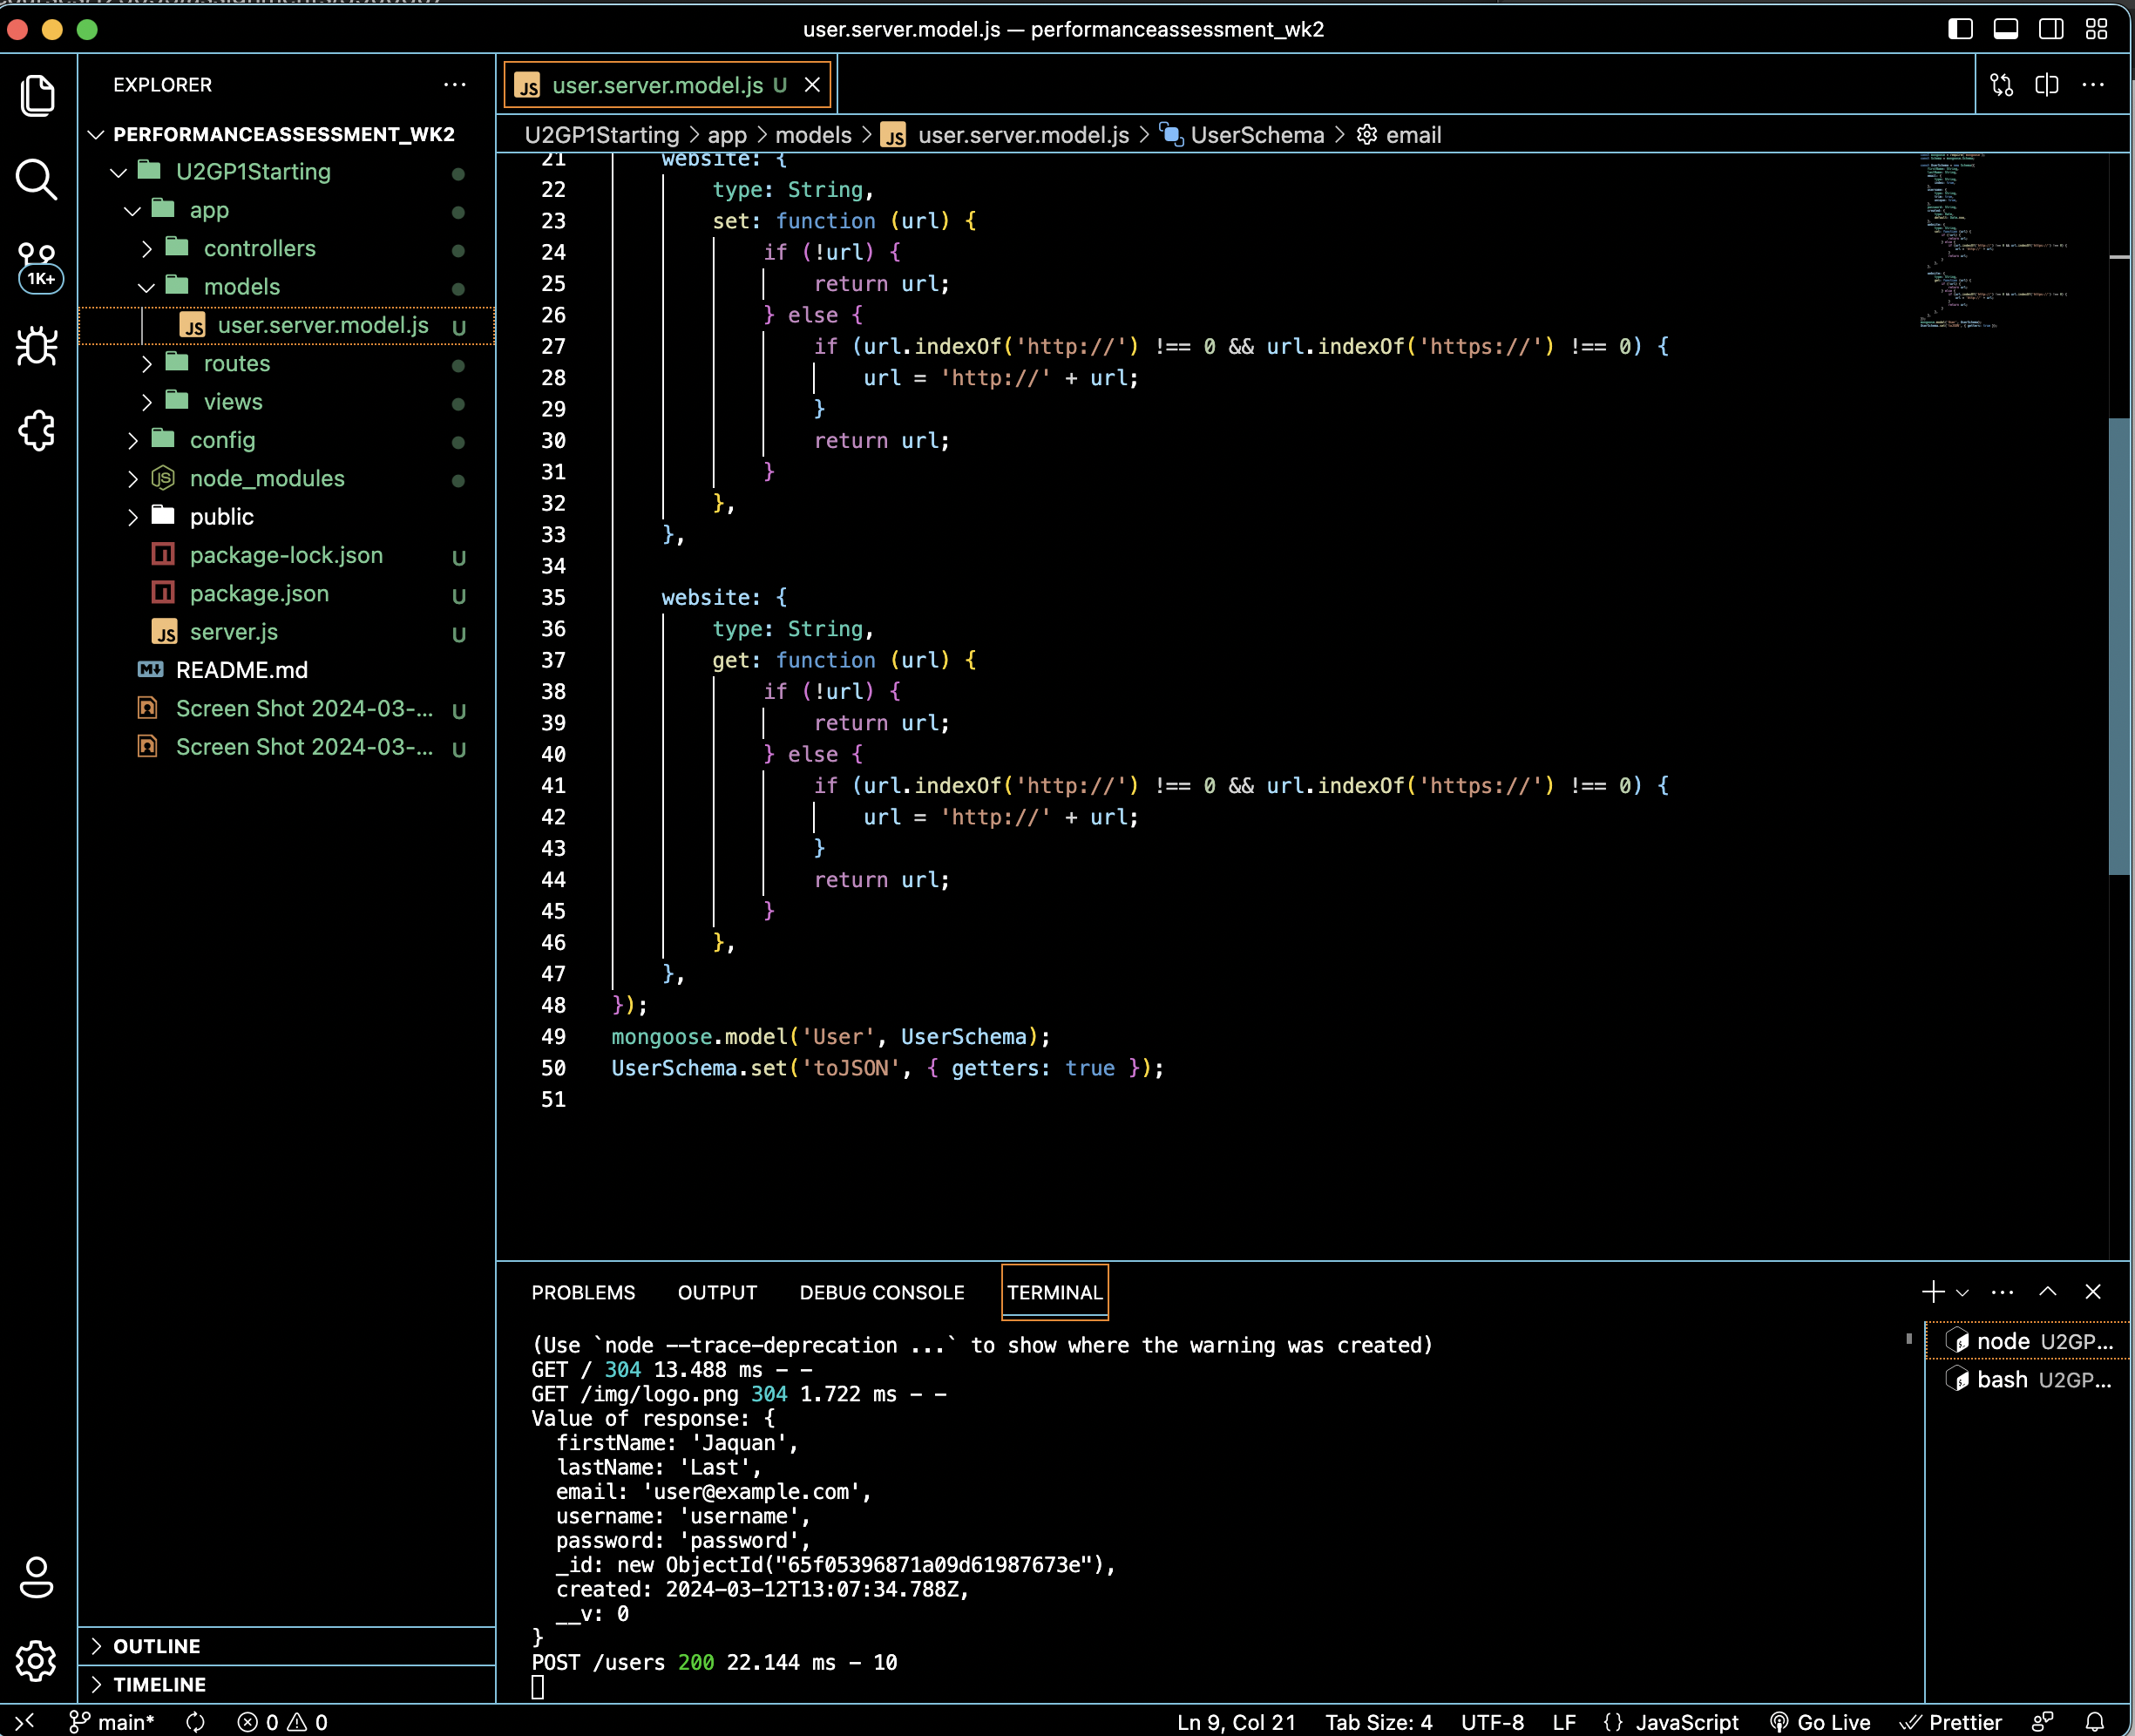 user.server.model.js — performanceassessment_wk2
EXPLORER
PERFORMANCEASSESSMENT_WK2
U2GP1Starting
app
controllers
models
JS user.server.model.js U
routes
views
config
JS node_modules
public
package-lock.json U
package.json U
JS server.js U
README.md
Screen Shot 2024-03-... U
Screen Shot 2024-03-... U
1K+
OUTLINE
TIMELINE
JS user.server.model.js U
U2GP1Starting > app > models > JS user.server.model.js > UserSchema > email
21 website: {
22 type: String,
23 set: function (url) {
24 if (!url) {
25 return url;
26 } else {
27 if (url.indexOf('http://') !== 0 && url.indexOf('https://') !== 0) {
28 url = 'http://' + url;
29 }
30 return url;
31 }
32 },
33 },
34
35 website: {
36 type: String,
37 get: function (url) {
38 if (!url) {
39 return url;
40 } else {
41 if (url.indexOf('http://') !== 0 && url.indexOf('https://') !== 0) {
42 url = 'http://' + url;
43 }
44 return url;
45 }
46 },
47 },
48 });
49 mongoose.model('User', UserSchema);
50 UserSchema.set('toJSON', { getters: true });
51
PROBLEMS OUTPUT DEBUG CONSOLE TERMINAL
(Use `node --trace-deprecation ...` to show where the warning was created)
GET / 304 13.488 ms - -
GET /img/logo.png 304 1.722 ms - -
Value of response: {
firstName: 'Jaquan',
lastName: 'Last',
email: 'user@example.com',
username: 'username',
password: 'password',
_id: new ObjectId("65f05396871a09d61987673e"),
created: 2024-03-12T13:07:34.788Z,
__v: 0
}
POST /users 200 22.144 ms - 10
node U2GP...
bash U2GP...
main* 0 0 Ln 9, Col 21 Tab Size: 4 UTF-8 LF {} JavaScript Go Live Prettier